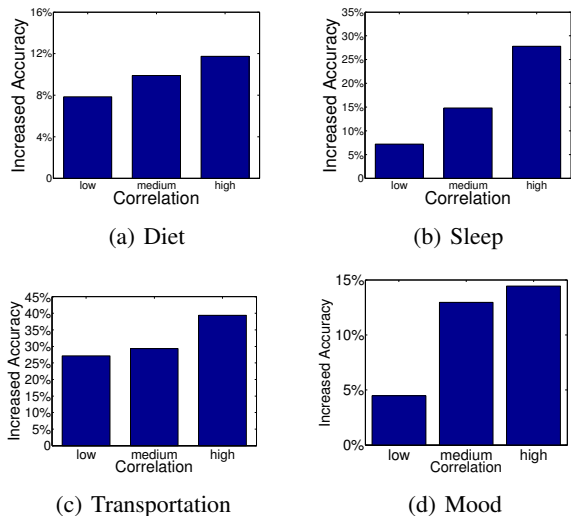 16%
12%
8%
4%
0
Increased Accuracy
low medium high
Correlation
(a) Diet
35%
30%
25%
20%
15%
10%
5%
0
Increased Accuracy
low medium high
Correlation
(b) Sleep
45%
40%
35%
30%
25%
20%
15%
10%
5%
0
Increased Accuracy
low medium high
Correlation
(c) Transportation
15%
10%
5%
0%
Increased Accuracy
low medium high
Correlation
(d) Mood